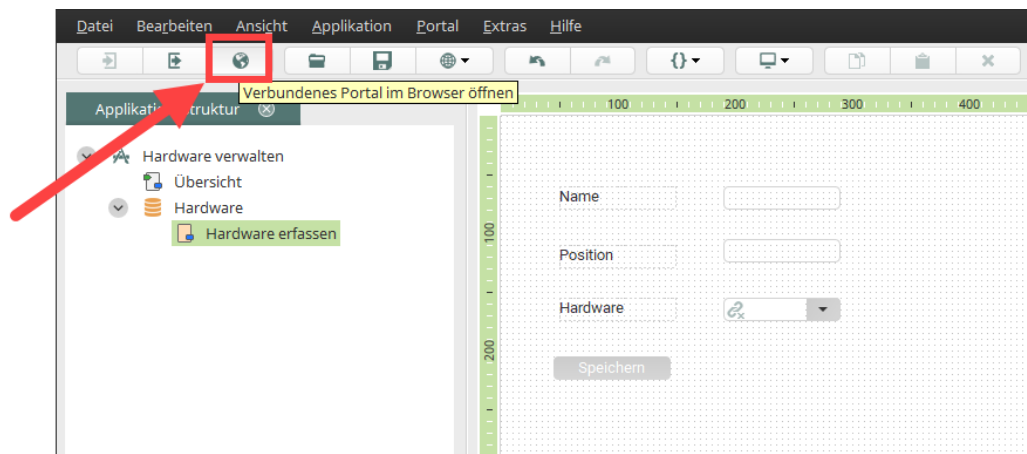 Datei Bearbeiten Ansicht Applikation Portal Extras Hilfe
Verbundenes Portal im Browser öffnen
100 200 300 400
Hardware verwalten
Übersicht
Hardware
Hardware erfassen
100
200
Name
Position
Hardware
Speichern